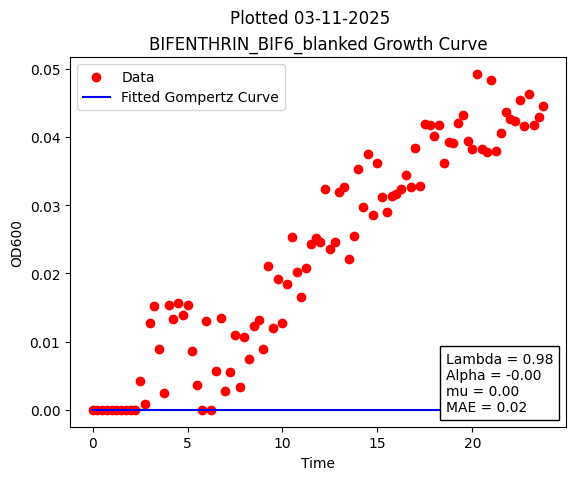 Plotted 03-11-2025
BIFENTHRIN_BIF6_blanked Growth Curve
Data
Fitted Gompertz Curve
0.05
0.04
0.03
0.02
0.01
0.00
OD600
Lambda = 0.98
Alpha = -0.00
mu = 0.00
MAE = 0.02
0
5
10
15
20
Time